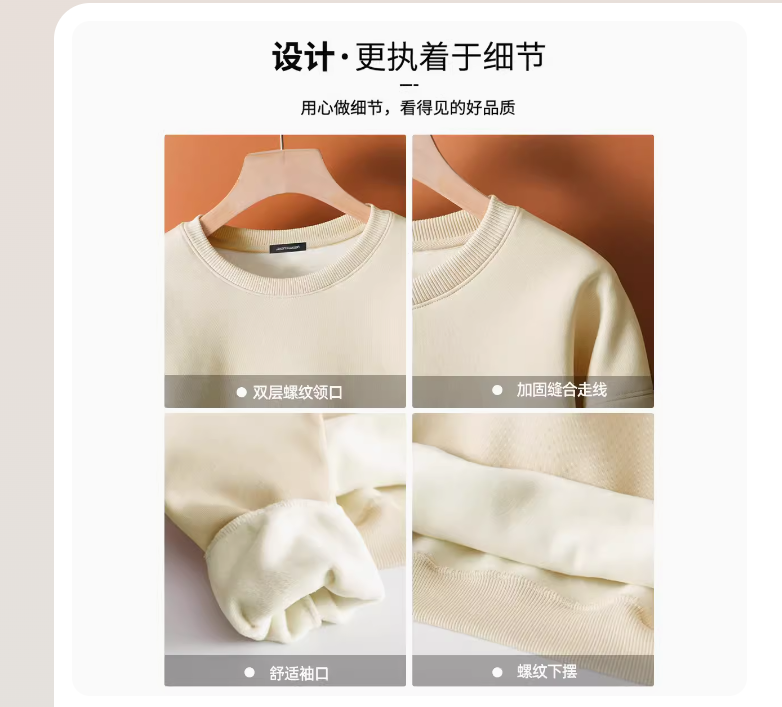 设计·更执着于细节
用心做细节，看得见的好品质
双层螺纹领口
加固缝合走线
舒适袖口
螺纹下摆